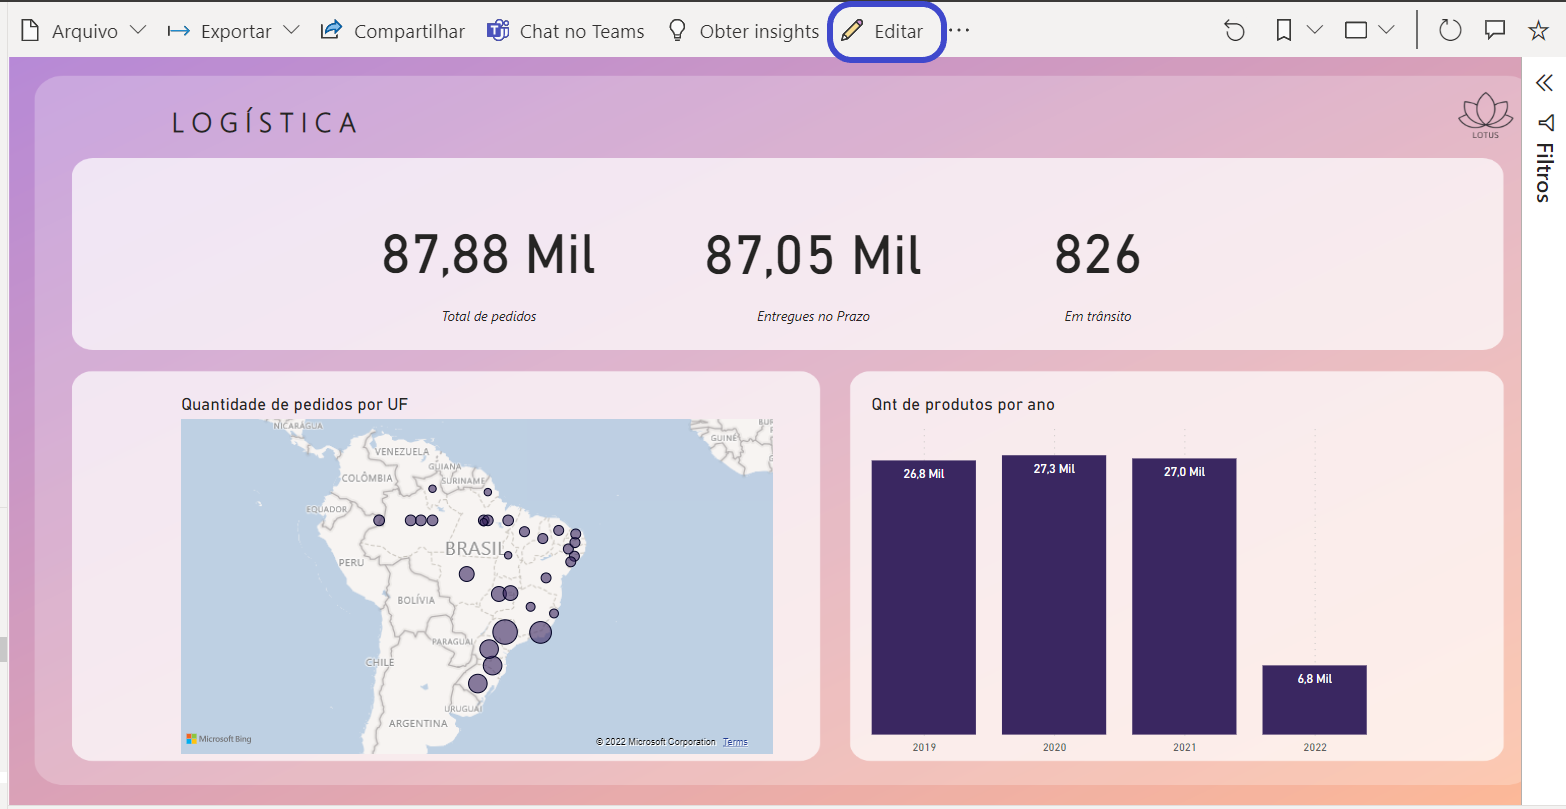 Arquivo Exportar Compartilhar Chat no Teams Obter insights Editar ...
LOGÍSTICA
LOTUS
Filtros
87,88 Mil 87,05 Mil 826
Total de pedidos Entregues no Prazo Em trânsito
Quantidade de pedidos por UF
NICARÁGUA
VENEZUELA
GUIANA
COLÔMBIA
SURINAME
EQUADOR
BRASIL
PERU
BOLÍVIA
PARAGUAI
CHILE
URUGUAI
ARGENTINA
GUINÉ
BUR
Microsoft Bing
© 2022 Microsoft Corporation Terms
Qnt de produtos por ano
26,8 Mil 27,3 Mil 27,0 Mil 6,8 Mil
2019 2020 2021 2022